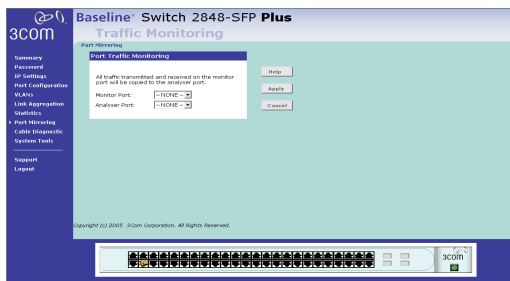 3COM
Baseline® Switch 2848-SFP Plus
Traffic Monitoring
Port Mirroring
Summary
Password
IP Settings
Port Configuration
VLANs
Link Aggregation
Statistics
Port Mirroring
Cable Diagnostic
System Tools
Support
Logout
Port Traffic Monitoring
All traffic transmitted and received on the monitor
port will be copied to the analyser port.
Monitor Port: -- NONE --
Analyser Port: -- NONE --
Help
Apply
Cancel
Copyright (c) 2005 3Com Corporation. All Rights Reserved.
3COM